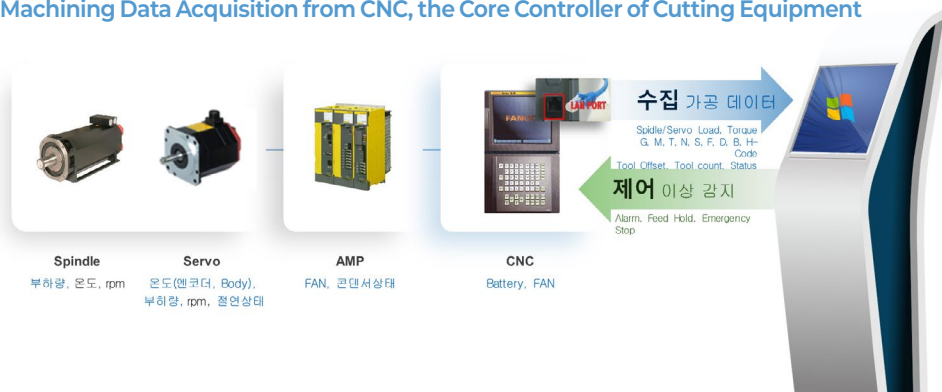 Machining Data Acquisition from CNC, the Core Controller of Cutting Equipment
FANUC
LAN PORT
수집 가공 데이터
Spidle/Servo Load, Torque
G, M, T, N, S, F, D, B, H-
Code
Tool Offset, Tool count, Status
제어 이상 감지
Alarm, Feed Hold, Emergency
Stop
Spindle
부하량, 온도, rpm
Servo
온도(엔코더, Body),
부히량, rpm, 절연상태
AMP
FAN, 콘덴서상태
CNC
Battery, FAN